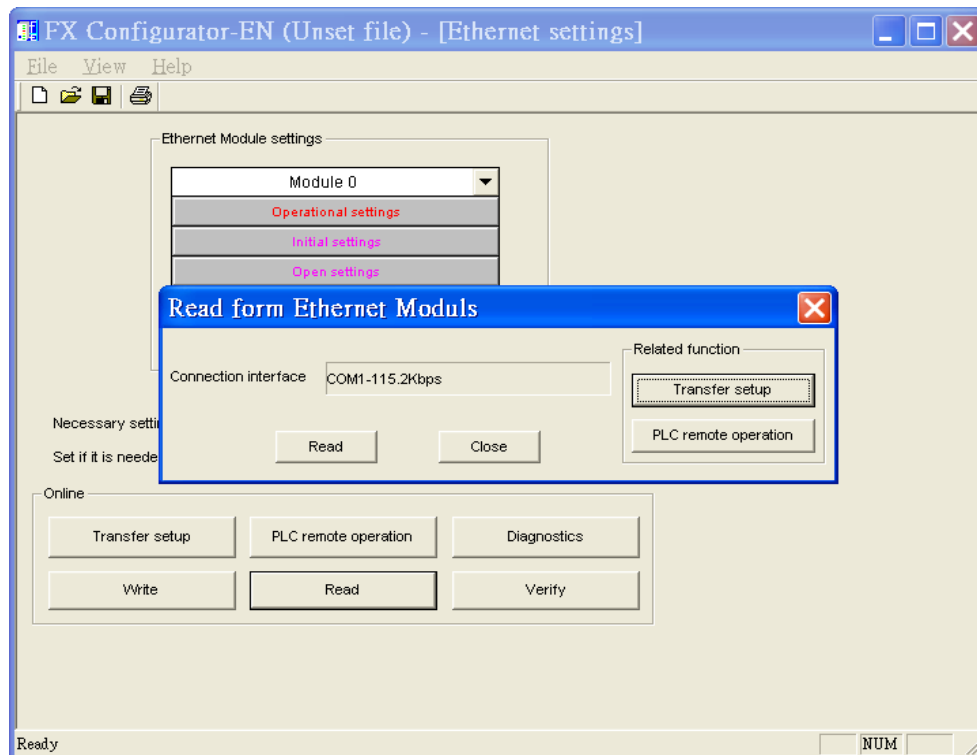 FX Configurator-EN (Unset file) - [Ethernet settings]
File View Help
Ethernet Module settings
Module 0
Operational settings
Initial settings
Open settings
Read form Ethernet Moduls
Related function
Connection interface COM1-115.2Kbps
Transfer setup
PLC remote operation
Read Close
Necessary setti
Set if it is neede
Online
Transfer setup PLC remote operation Diagnostics
Write Read Verify
Ready NUM